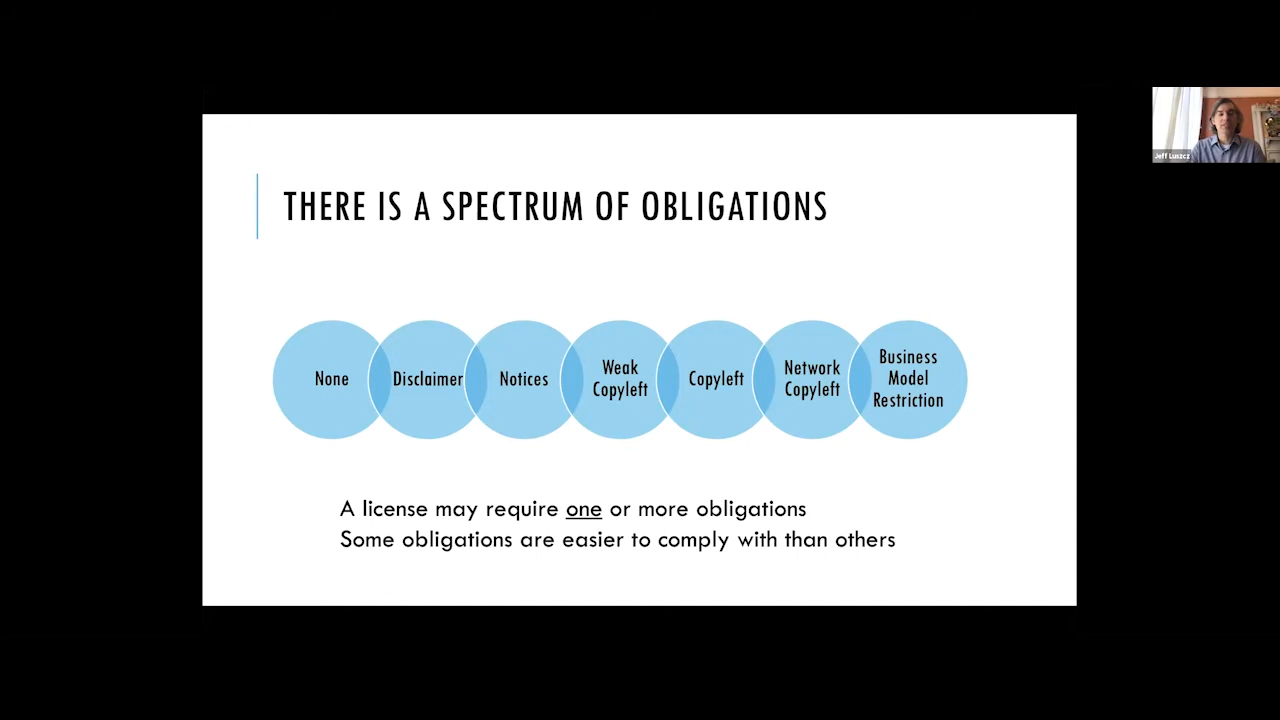 THERE IS A SPECTRUM OF OBLIGATIONS
None
Disclaimer
Notices
Weak
Copyleft
Copyleft
Network
Copyleft
Business
Model
Restriction
A license may require one or more obligations
Some obligations are easier to comply with than others
Jeff Luszcz